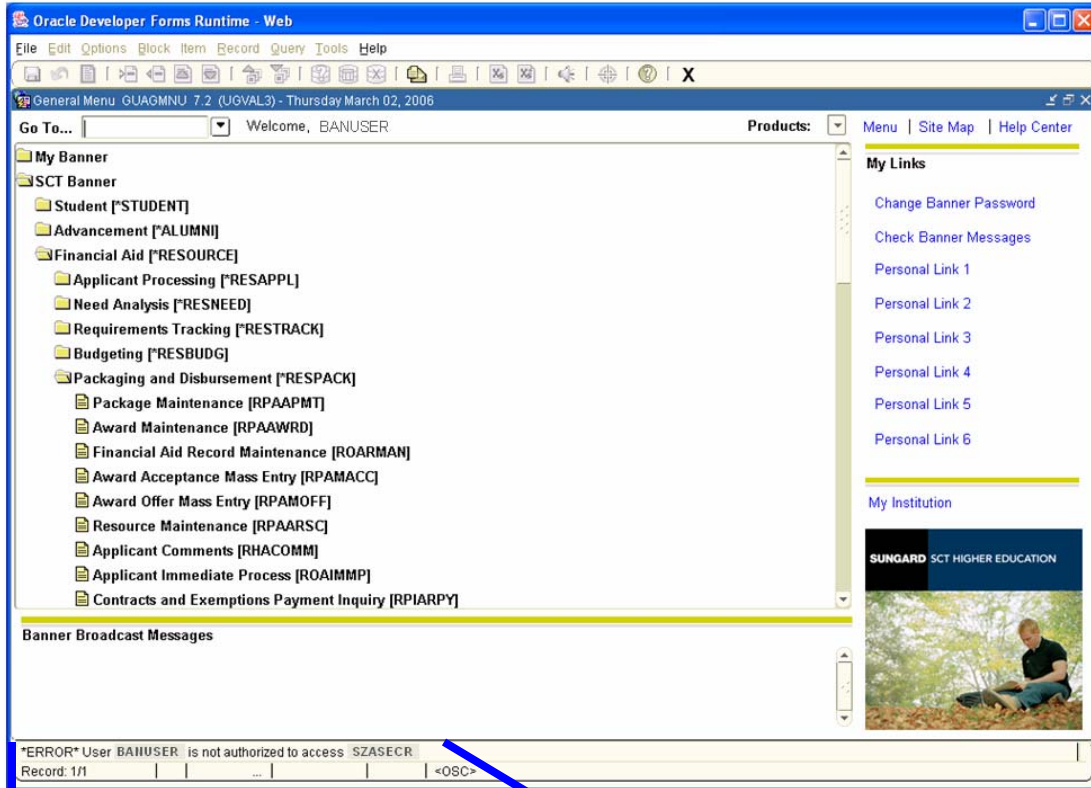 Oracle Developer Forms Runtime - Web
File Edit Options Block Item Record Query Tools Help
X
General Menu GUAGMNU 7.2 (UGVAL3) - Thursday March 02, 2006
Go To... Welcome, BANUSER Products: Menu | Site Map | Help Center
My Banner
SCT Banner
Student [*STUDENT]
Advancement [*ALUMNI]
Financial Aid [*RESOURCE]
Applicant Processing [*RESAPPL]
Need Analysis [*RESNEED]
Requirements Tracking [*RESTRACK]
Budgeting [*RESBUDG]
Packaging and Disbursement [*RESPACK]
Package Maintenance [RPAAPMT]
Award Maintenance [RPAAWRD]
Financial Aid Record Maintenance [ROARMAN]
Award Acceptance Mass Entry [RPAMACC]
Award Offer Mass Entry [RPAMOFF]
Resource Maintenance [RPAARSC]
Applicant Comments [RHACOMM]
Applicant Immediate Process [ROAIMMP]
Contracts and Exemptions Payment Inquiry [RPIARPY]
My Links
Change Banner Password
Check Banner Messages
Personal Link 1
Personal Link 2
Personal Link 3
Personal Link 4
Personal Link 5
Personal Link 6
My Institution
SUNGARD SCT HIGHER EDUCATION
Banner Broadcast Messages
*ERROR* User BANUSER is not authorized to access SZASECR
Record: 1/1 | | ... | | <OSC>